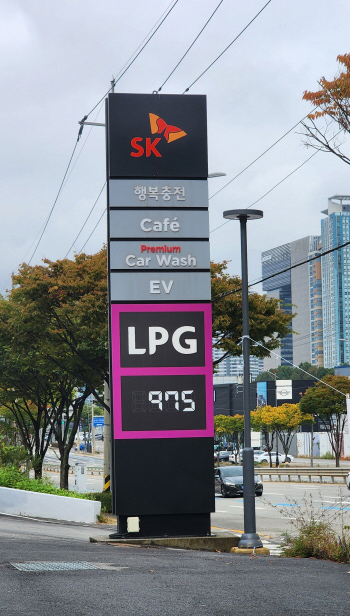 SK
행복충전
Café
Premium
Car Wash
EV
LPG
975